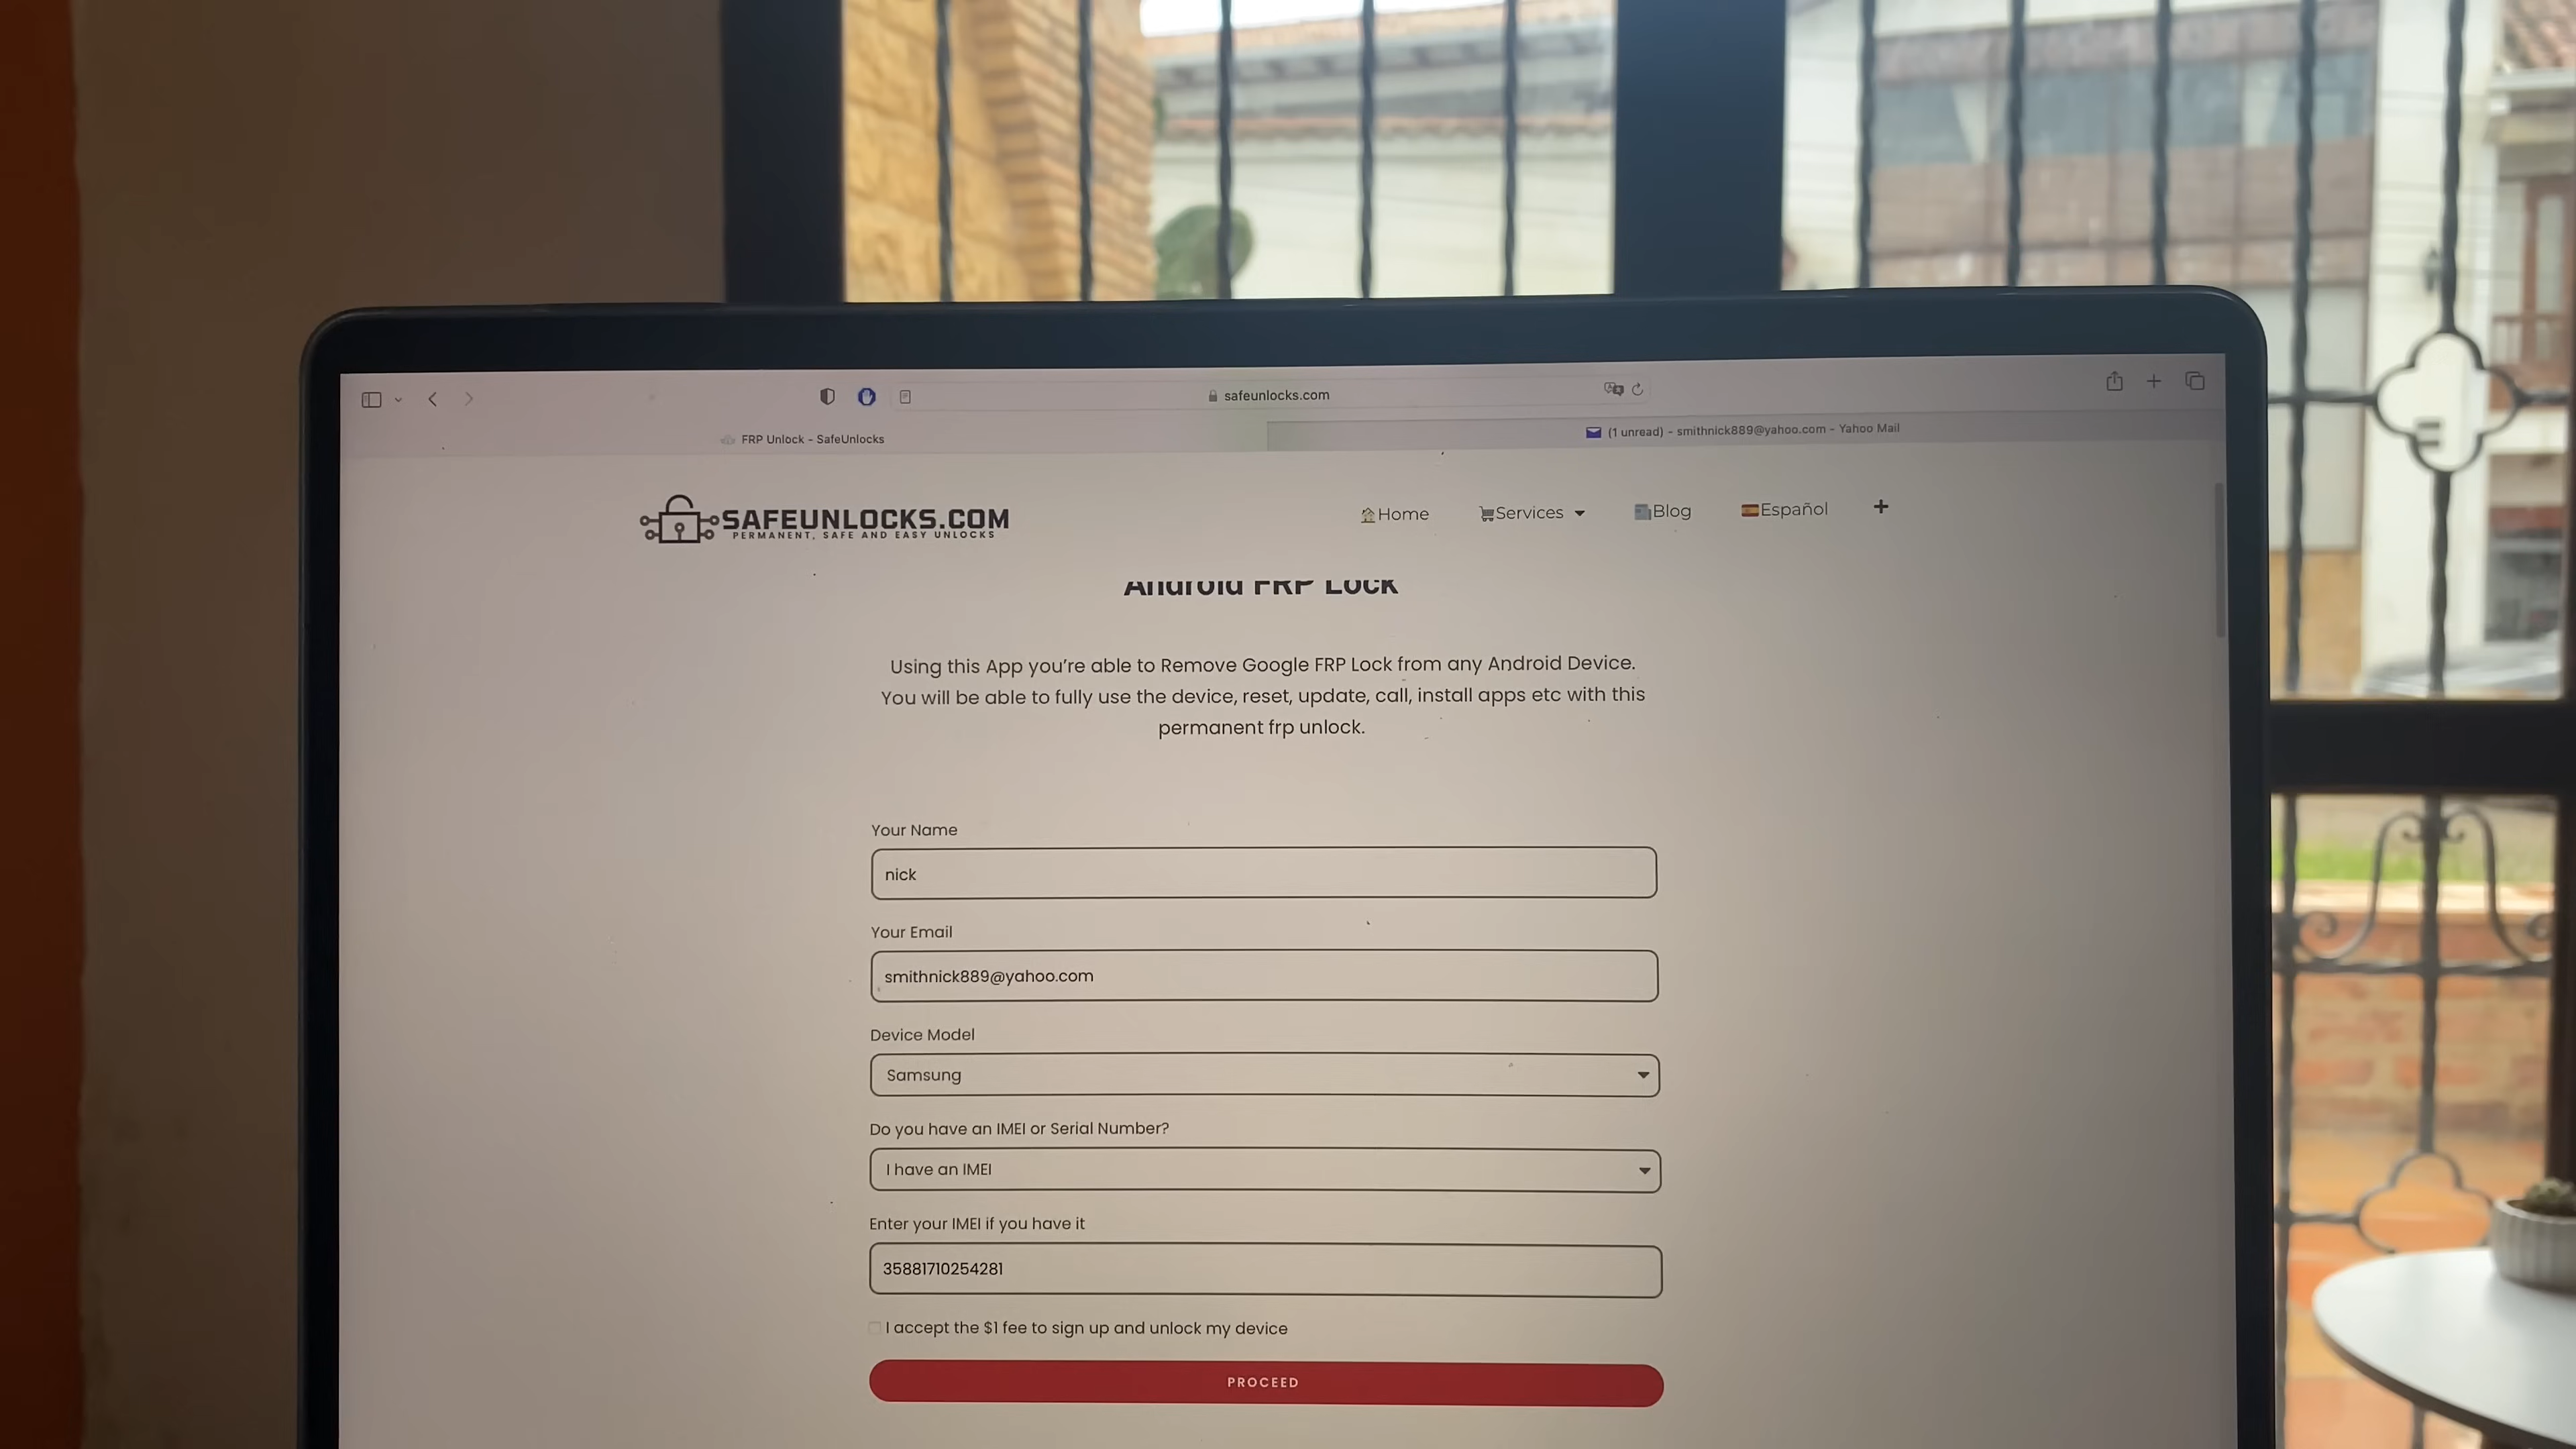 safeunlocks.com
FRP Unlock - SafeUnlocks
(1 unread) - smithnick889@yahoo.com - Yahoo Mail
SAFEUNLOCKS.COM
PERMANENT, SAFE AND EASY UNLOCKS
Home
Services
Blog
Español
Android FRP Lock
Using this App you're able to Remove Google FRP Lock from any Android Device.
You will be able to fully use the device, reset, update, call, install apps etc with this
permanent frp unlock.
Your Name
nick
Your Email
smithnick889@yahoo.com
Device Model
Samsung
Do you have an IMEI or Serial Number?
I have an IMEI
Enter your IMEI if you have it
35881710254281
I accept the $1 fee to sign up and unlock my device
PROCEED